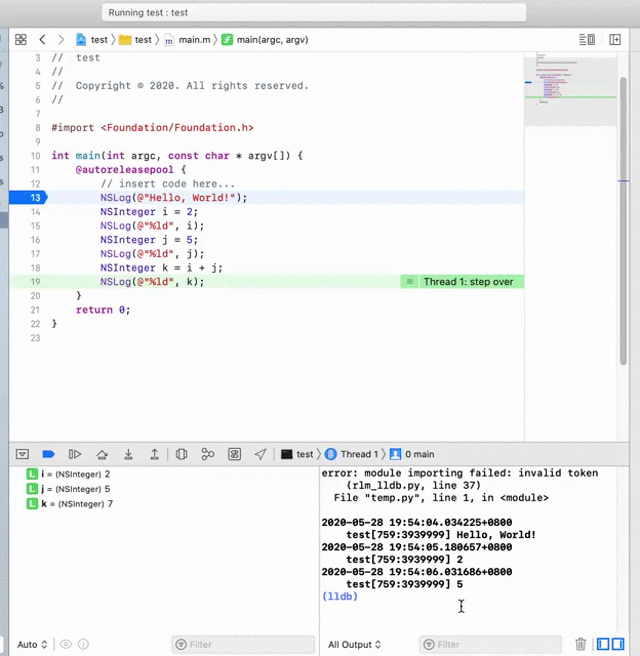 Running test : test
test test main.m main(argc, argv)
3 // test
4 //
5 // Copyright © 2020. All rights reserved.
6 //
7
8 #import <Foundation/Foundation.h>
9
10 int main(int argc, const char * argv[]) {
11 @autoreleasepool {
12 // insert code here...
13 NSLog(@"Hello, World!");
14 NSInteger i = 2;
15 NSLog(@"%ld", i);
16 NSInteger j = 5;
17 NSLog(@"%ld", j);
18 NSInteger k = i + j;
19 NSLog(@"%ld", k); Thread 1: step over
20 }
21 return 0;
22 }
23
test Thread 1 0 main
L i = (NSInteger) 2
L j = (NSInteger) 5
L k = (NSInteger) 7
error: module importing failed: invalid token
(rlm_lldb.py, line 37)
File "temp.py", line 1, in <module>
2020-05-28 19:54:04.034225+0800
test[759:3939999] Hello, World!
2020-05-28 19:54:05.180657+0800
test[759:3939999] 2
2020-05-28 19:54:06.031686+0800
test[759:3939999] 5
(lldb)
Auto Filter All Output Filter